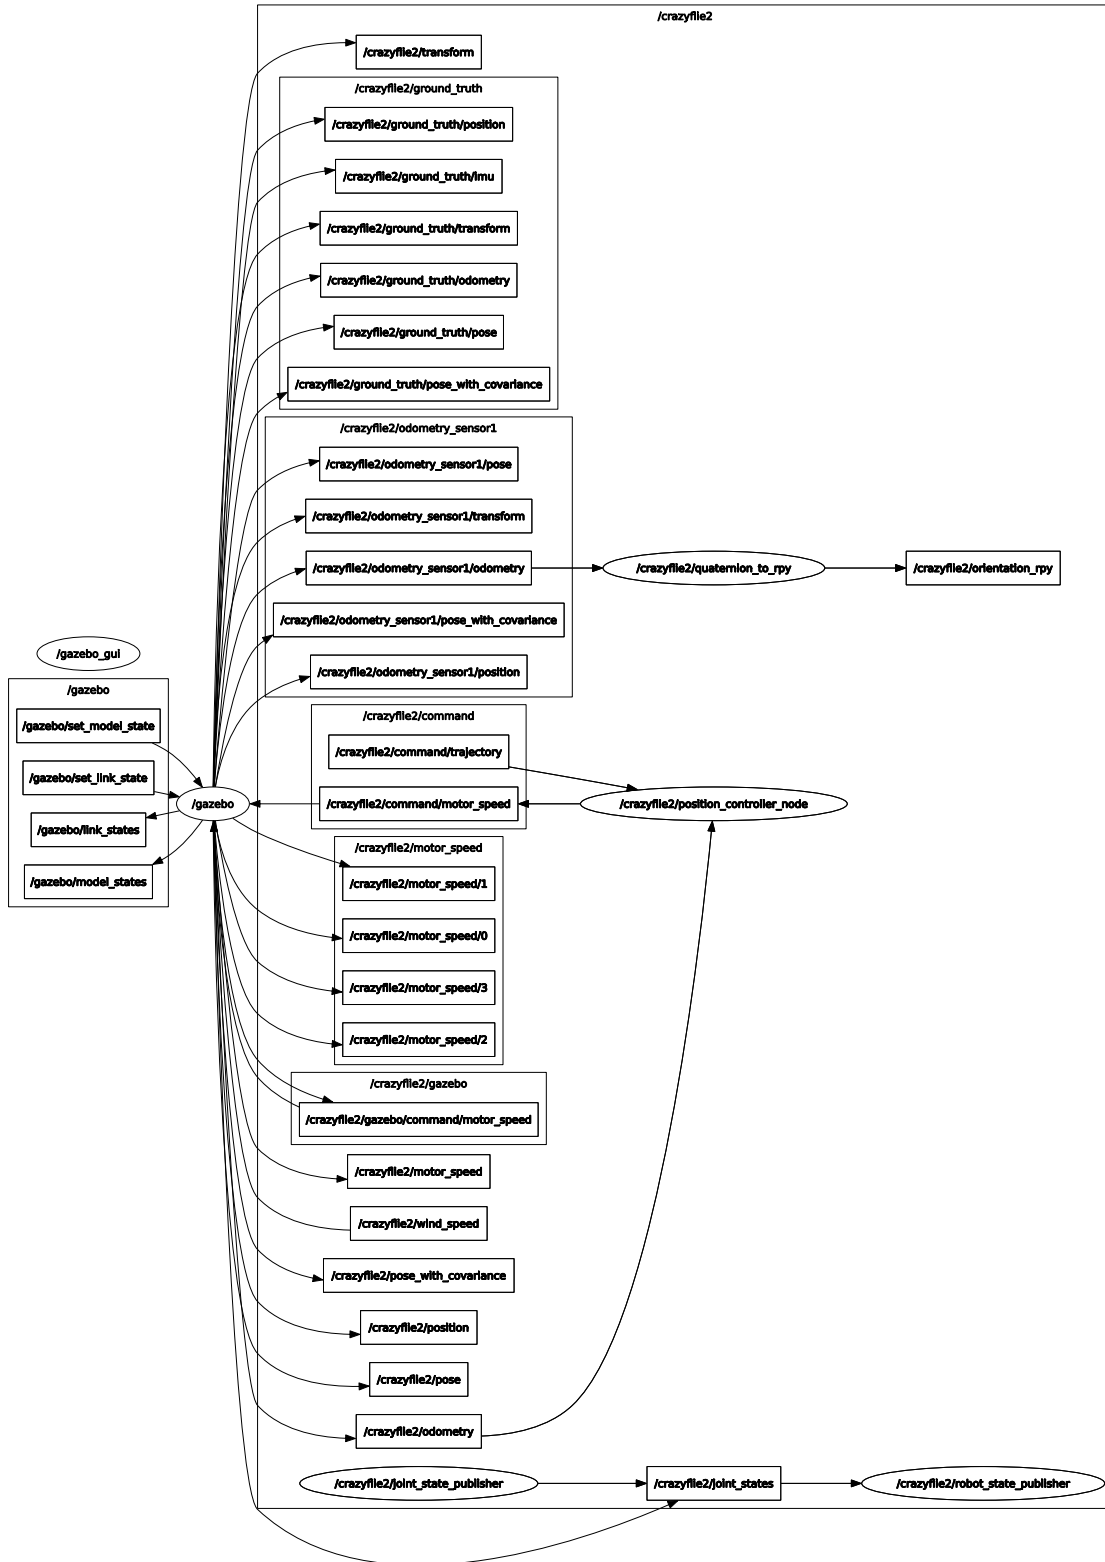 /crazyflie2
/crazyflie2/transform
/crazyflie2/ground_truth
/crazyflie2/ground_truth/position
/crazyflie2/ground_truth/imu
/crazyflie2/ground_truth/transform
/crazyflie2/ground_truth/odometry
/crazyflie2/ground_truth/pose
/crazyflie2/ground_truth/pose_with_covariance
/crazyflie2/odometry_sensor1
/crazyflie2/odometry_sensor1/pose
/crazyflie2/odometry_sensor1/transform
/crazyflie2/odometry_sensor1/odometry
/crazyflie2/quaternion_to_rpy
/crazyflie2/orientation_rpy
/crazyflie2/odometry_sensor1/pose_with_covariance
/crazyflie2/odometry_sensor1/position
/gazebo_gui
/gazebo
/gazebo/set_model_state
/gazebo/set_link_state
/gazebo/link_states
/gazebo/model_states
/gazebo
/crazyflie2/command
/crazyflie2/command/trajectory
/crazyflie2/command/motor_speed
/crazyflie2/position_controller_node
/crazyflie2/motor_speed
/crazyflie2/motor_speed/1
/crazyflie2/motor_speed/0
/crazyflie2/motor_speed/3
/crazyflie2/motor_speed/2
/crazyflie2/gazebo
/crazyflie2/gazebo/command/motor_speed
/crazyflie2/motor_speed
/crazyflie2/wind_speed
/crazyflie2/pose_with_covariance
/crazyflie2/position
/crazyflie2/pose
/crazyflie2/odometry
/crazyflie2/joint_state_publisher
/crazyflie2/joint_states
/crazyflie2/robot_state_publisher